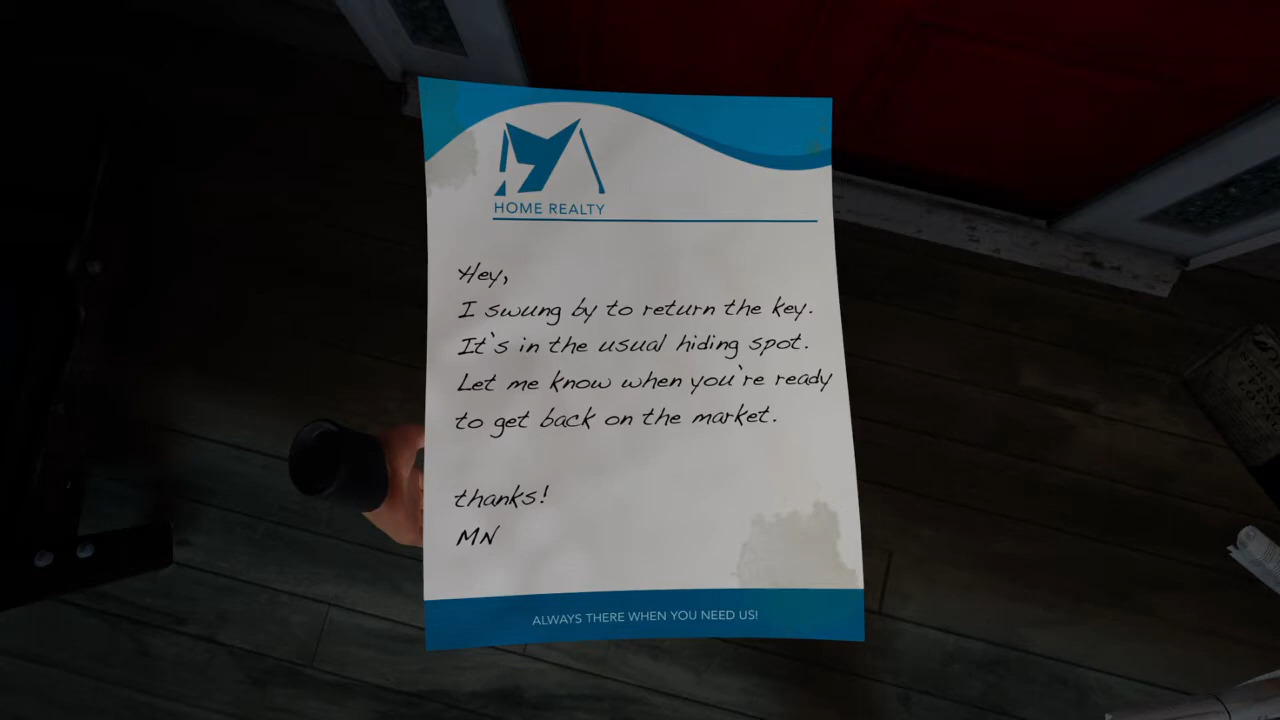 HOME REALTY
Hey,
I swung by to return the key.
It's in the usual hiding spot.
Let me know when you're ready
to get back on the market.
thanks!
MN
ALWAYS THERE WHEN YOU NEED US!